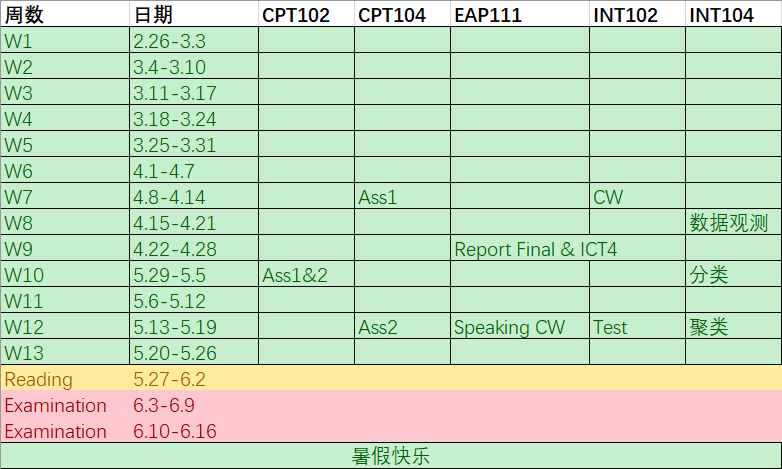 周数 日期 CPT102 CPT104 EAP111 INT102 INT104
W1 2.26-3.3
W2 3.4-3.10
W3 3.11-3.17
W4 3.18-3.24
W5 3.25-3.31
W6 4.1-4.7
W7 4.8-4.14 Ass1 CW
W8 4.15-4.21 数据观测
W9 4.22-4.28 Report Final & ICT4
W10 5.29-5.5 Ass1&2 分类
W11 5.6-5.12
W12 5.13-5.19 Ass2 Speaking CW Test 聚类
W13 5.20-5.26
Reading 5.27-6.2
Examination 6.3-6.9
Examination 6.10-6.16
暑假快乐